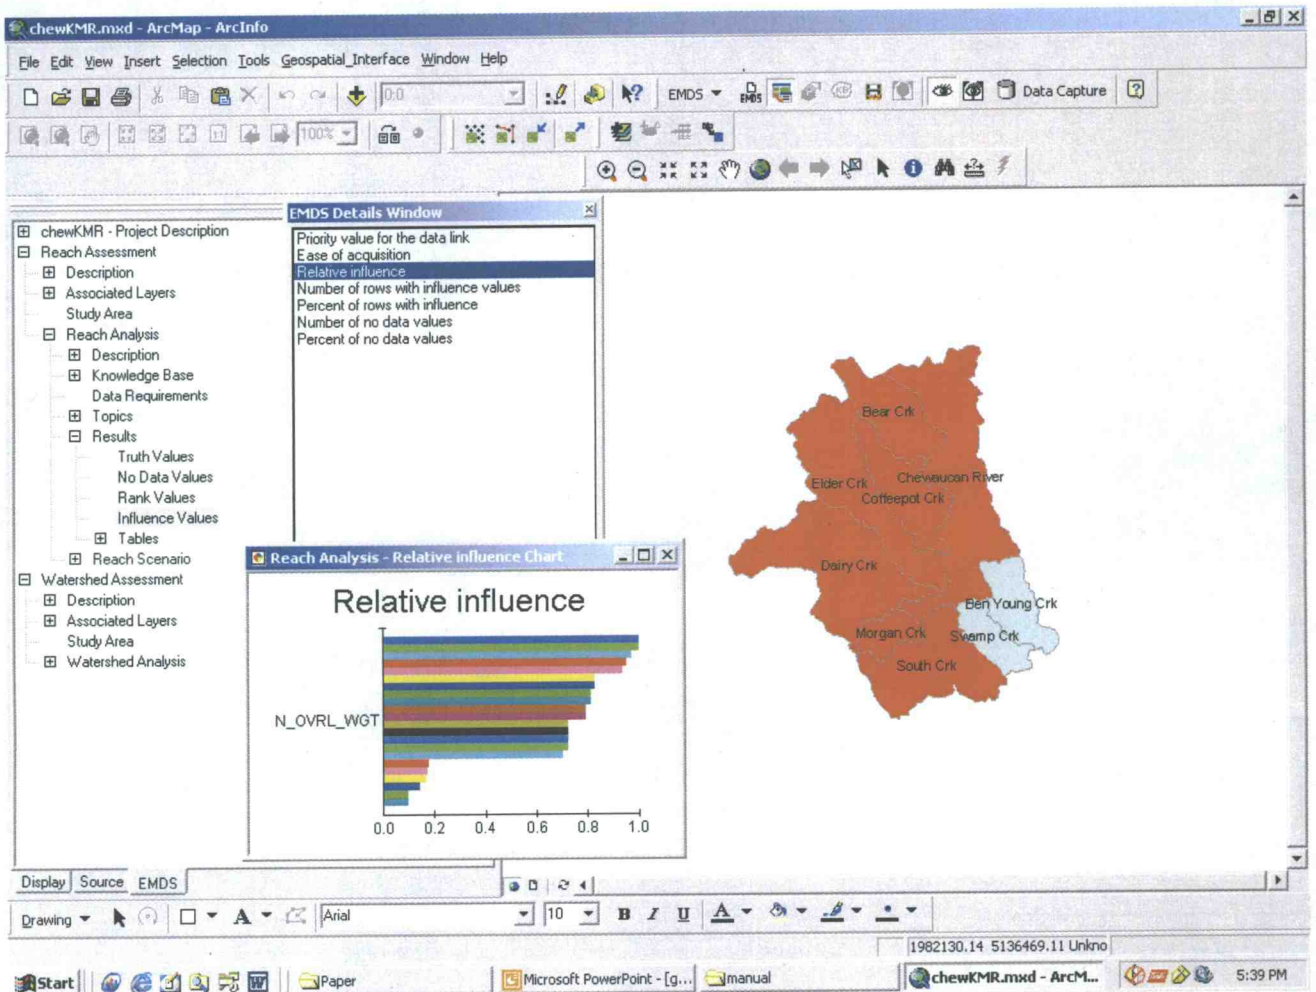 chewKMR.mxd - ArcMap - ArcInfo
File Edit View Insert Selection Tools Geospatial_Interface Window Help
0:0
EMDS
EMDS
Data Capture
100%
EMDS Details Window
Priority value for the data link
Ease of acquisition
Relative influence
Number of rows with influence values
Percent of rows with influence
Number of no data values
Percent of no data values
chewKMR - Project Description
Reach Assessment
Description
Associated Layers
Study Area
Reach Analysis
Description
Knowledge Base
Data Requirements
Topics
Results
Truth Values
No Data Values
Rank Values
Influence Values
Tables
Reach Scenario
Watershed Assessment
Description
Associated Layers
Study Area
Watershed Analysis
Reach Analysis - Relative influence Chart
Relative influence
N_OVRL_WGT
0.0 0.2 0.4 0.6 0.8 1.0
Bear Crk
Elder Crk
Chewaucan River
Coffeepot Crk
Dairy Crk
Ben Young Crk
Morgan Crk
Swamp Crk
South Crk
Display Source EMDS
Drawing A Arial 10 B I U A
1982130.14 5136469.11 Unkno
Start Paper Microsoft PowerPoint - [g... manual chewKMR.mxd - ArcM... 5:39 PM